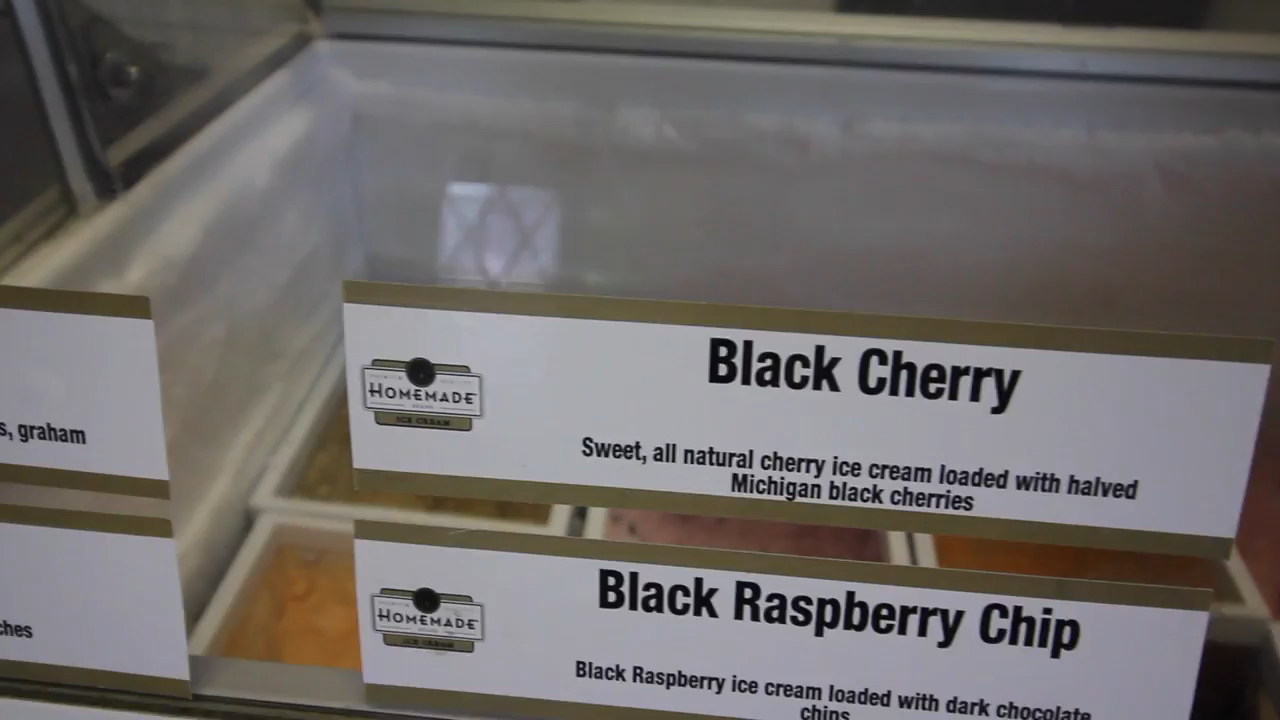 Black Cherry
HOMEMADE
ICE CREAM
Sweet, all natural cherry ice cream loaded with halved
Michigan black cherries
s, graham
Black Raspberry Chip
HOMEMADE
ICE CREAM
ches
Black Raspberry ice cream loaded with dark chocolate
chips